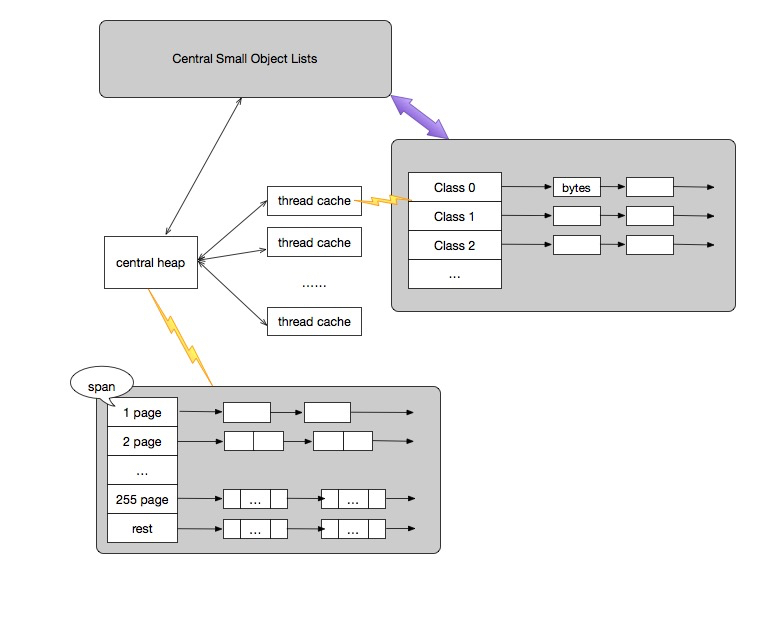 Central Small Object Lists
thread cache
Class 0
bytes
Class 1
thread cache
Class 2
central heap
...
......
thread cache
span
1 page
2 page
...
255 page
...
...
rest
...
...